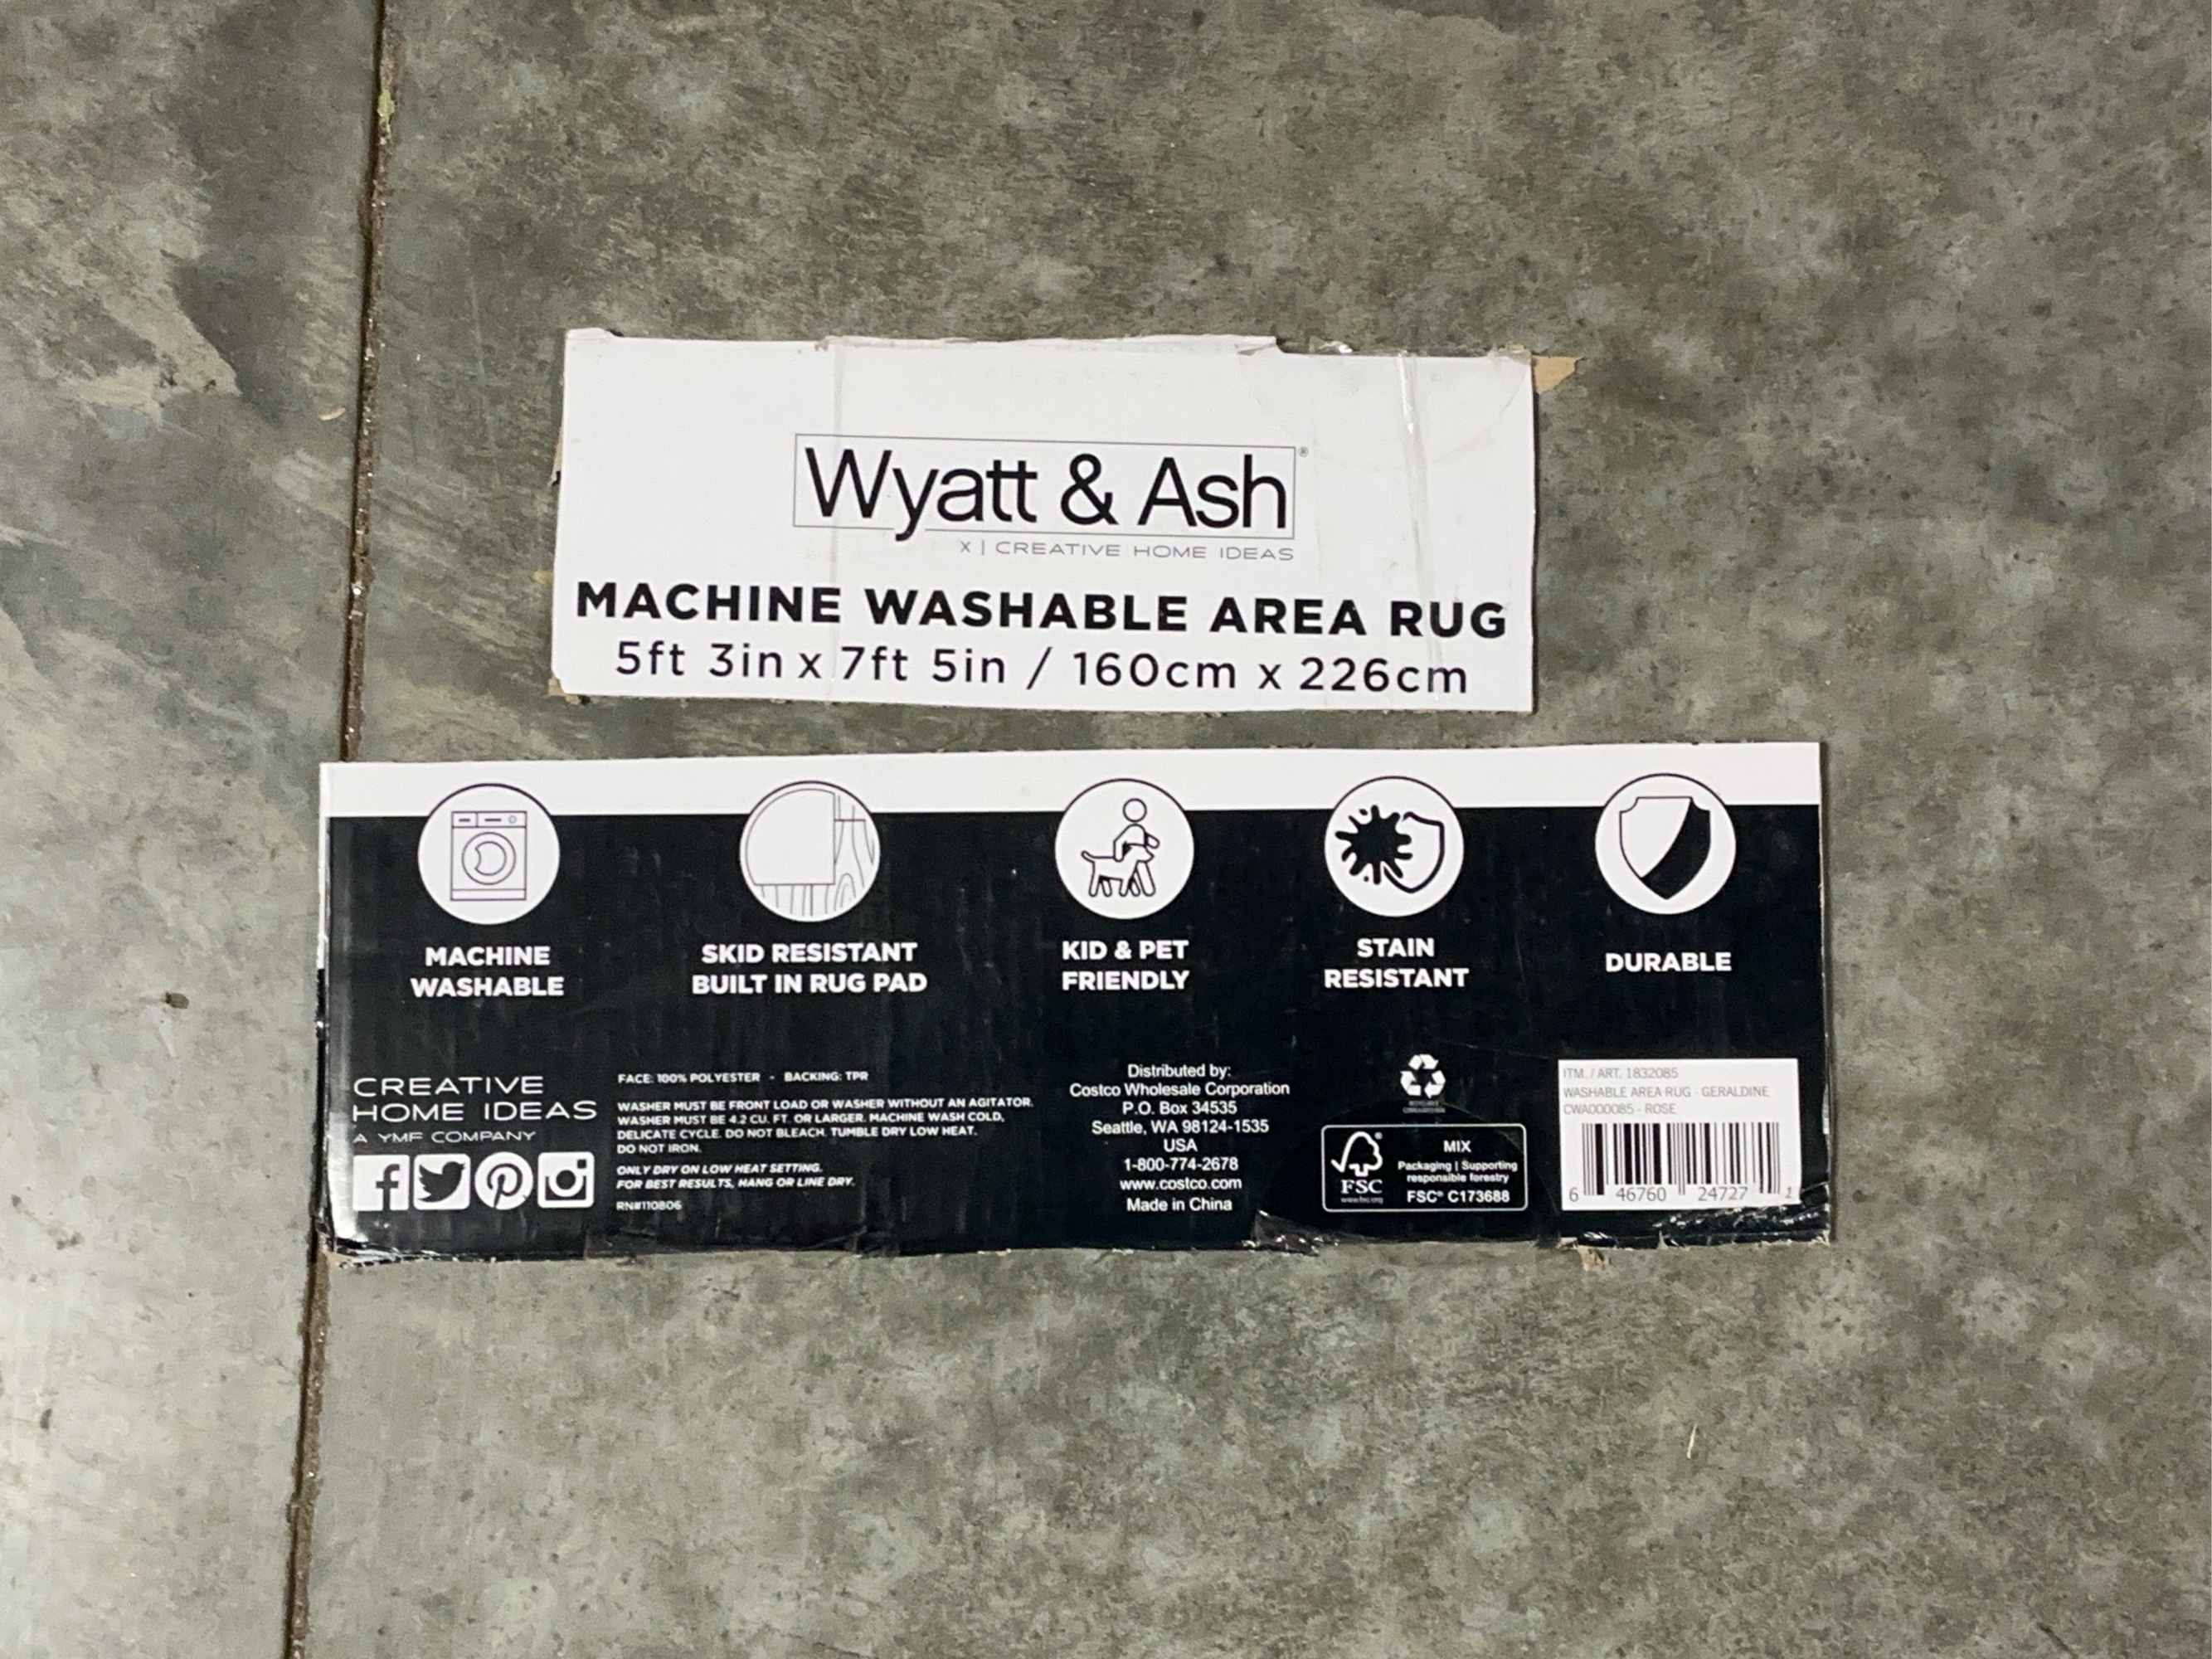 Wyatt & Ash®
X | CREATIVE HOME IDEAS
MACHINE WASHABLE AREA RUG
5ft 3in x 7ft 5in / 160cm x 226cm
MACHINE
WASHABLE
SKID RESISTANT
BUILT IN RUG PAD
KID & PET
FRIENDLY
STAIN
RESISTANT
DURABLE
CREATIVE
HOME IDEAS
A YMF COMPANY
FACE: 100% POLYESTER - BACKING: TPR
WASHER MUST BE FRONT LOAD OR WASHER WITHOUT AN AGITATOR.
WASHER MUST BE 4.2 CU. FT. OR LARGER. MACHINE WASH COLD,
DELICATE CYCLE. DO NOT BLEACH. TUMBLE DRY LOW HEAT.
DO NOT IRON.
ONLY DRY ON LOW HEAT SETTING.
FOR BEST RESULTS, HANG OR LINE DRY.
RN#110806
Distributed by:
Costco Wholesale Corporation
P.O. Box 34535
Seattle, WA 98124-1535
USA
1-800-774-2678
www.costco.com
Made in China
FSC
www.fsc.org
MIX
Packaging | Supporting
responsible forestry
FSC® C173688
ITM. / ART. 1832085
WASHABLE AREA RUG - GERALDINE
CWA000085 - ROSE
6 46760 24727 1